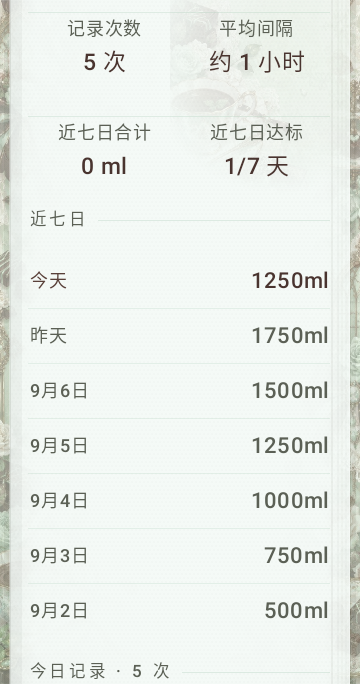 记录次数 平均间隔
5 次 约 1 小时
近七日合计 近七日达标
0 ml 1/7 天
近七日
今天 1250ml
昨天 1750ml
9月6日 1500ml
9月5日 1250ml
9月4日 1000ml
9月3日 750ml
9月2日 500ml
今日记录 · 5 次